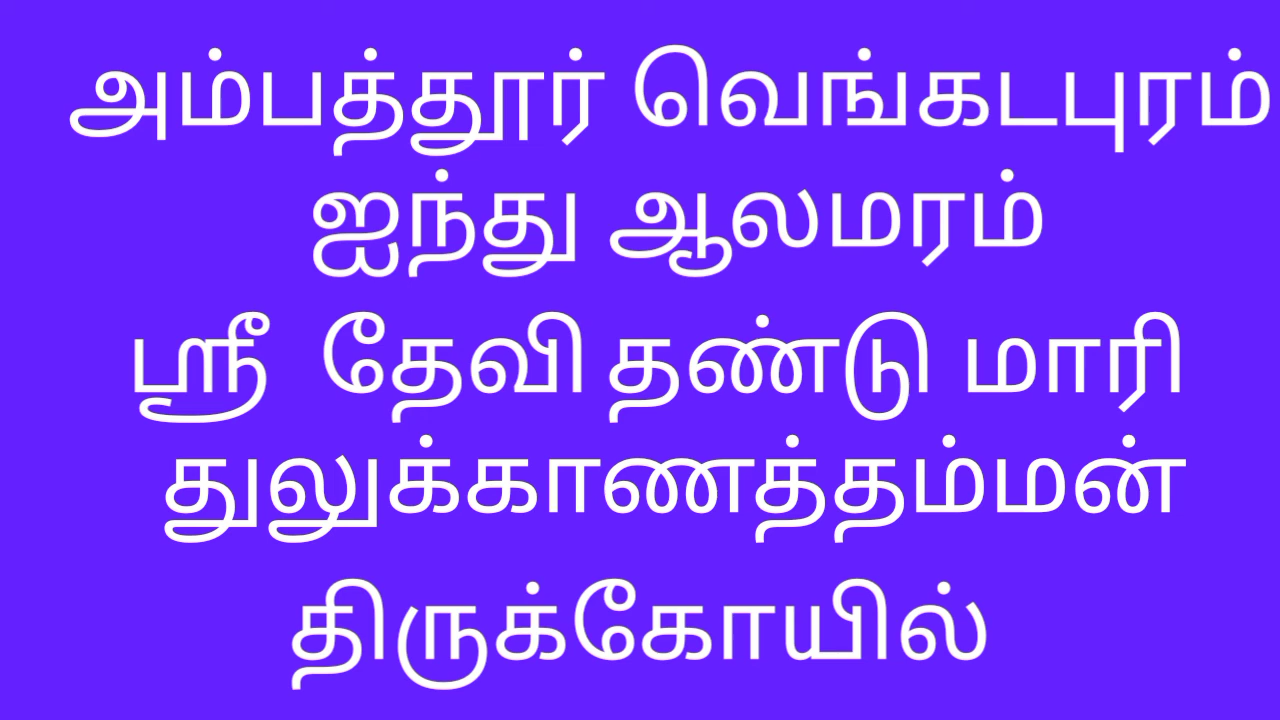 அம்பத்தூர் வெங்கடபுரம்
ஐந்து ஆலமரம்
ஸ்ரீ தேவி தண்டு மாரி
துலுக்காணத்தம்மன்
திருக்கோயில்